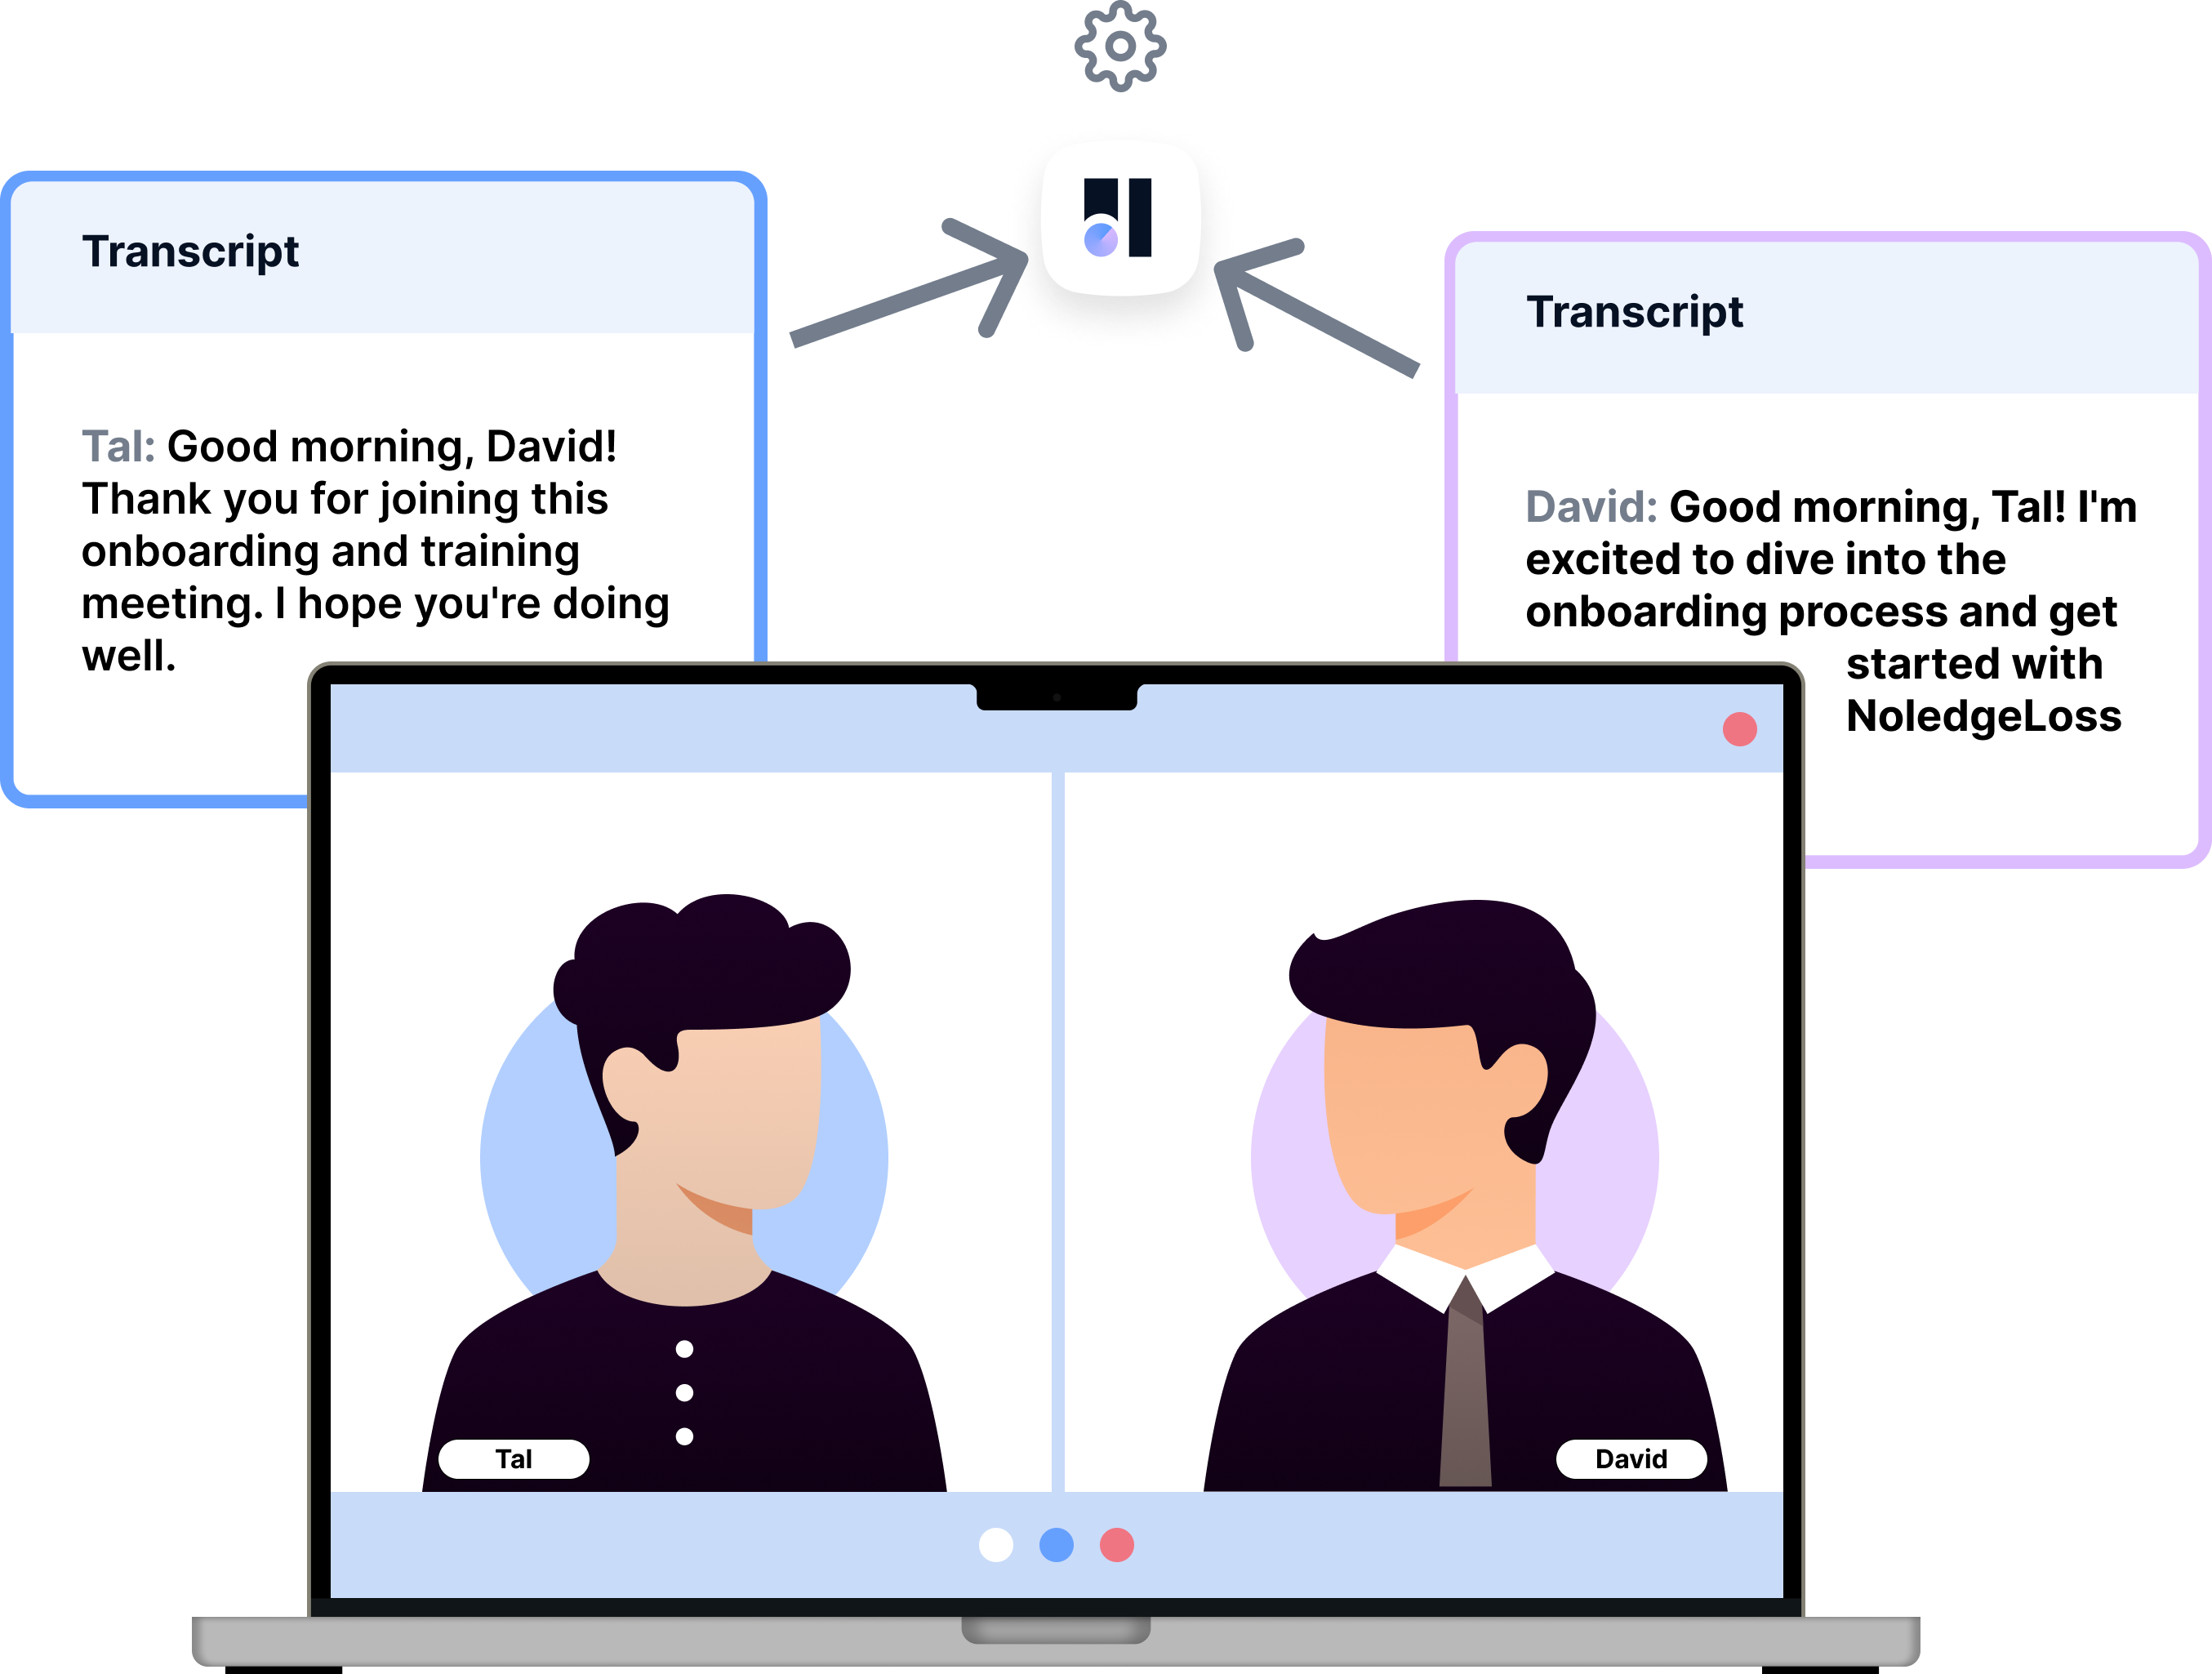 Transcript
Tal: Good morning, David!
Thank you for joining this
onboarding and training
meeting. I hope you're doing
well.
Transcript
David: Good morning, Tal! I'm
excited to dive into the
onboarding process and get
started with
NoledgeLoss
Tal
David